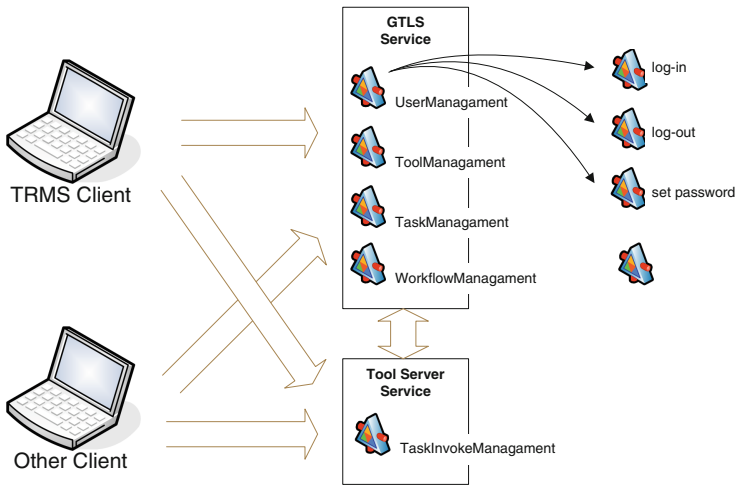 GTLS
Service
UserManagament
ToolManagament
TaskManagament
WorkflowManagament
log-in
log-out
set password
TRMS Client
Tool Server
Service
TaskInvokeManagament
Other Client